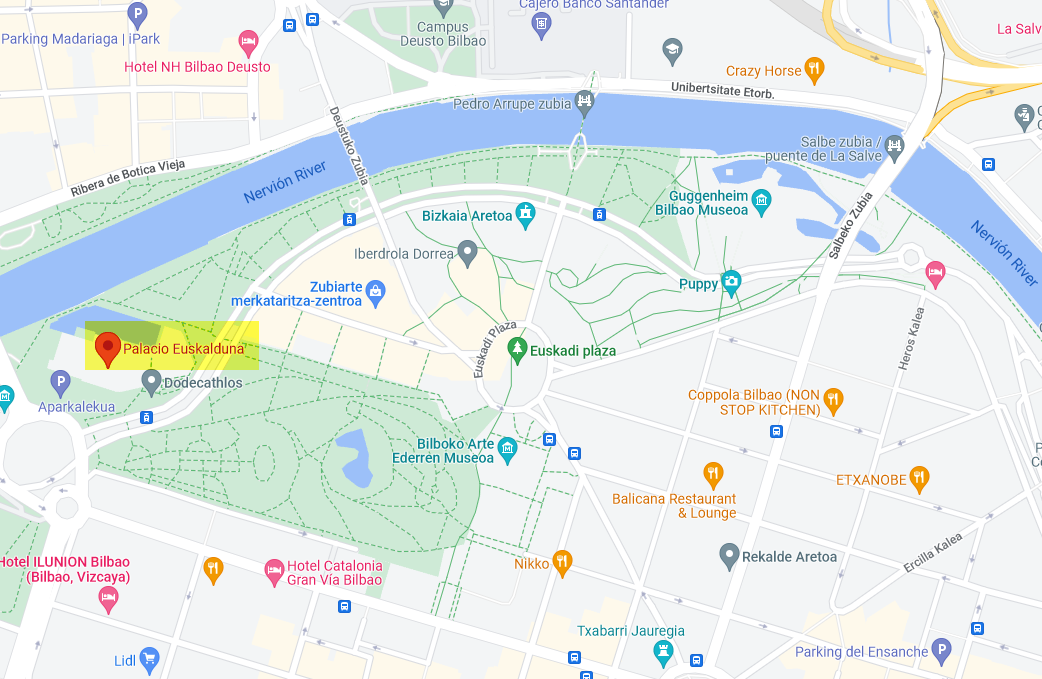 Cajero Banco Santander
Parking Madariaga | iPark
Campus
Deusto Bilbao
La Salv
Hotel NH Bilbao Deusto
Crazy Horse
Unibertsitate Etorb.
Pedro Arrupe zubia
Deustuko Zubia
Salbe zubia /
puente de La Salve
Ribera de Botica Vieja
Nervión River
Guggenheim
Bilbao Museoa
Bizkaia Aretoa
Salbeko Zubia
Nervión River
Iberdrola Dorrea
Zubiarte
merkataritza-zentroa
Puppy
Heros Kalea
Euskadi Plaza
Euskadi plaza
Palacio Euskalduna
Dodecathlos
Aparkalekua
Coppola Bilbao (NON
STOP KITCHEN)
Bilboko Arte
Ederren Museoa
ETXANOBE
Balicana Restaurant
& Lounge
Ercilla Kalea
Rekalde Aretoa
Nikko
Hotel ILUNION Bilbao
(Bilbao, Vizcaya)
Hotel Catalonia
Gran Vía Bilbao
Txabarri Jauregia
Parking del Ensanche
Lidl